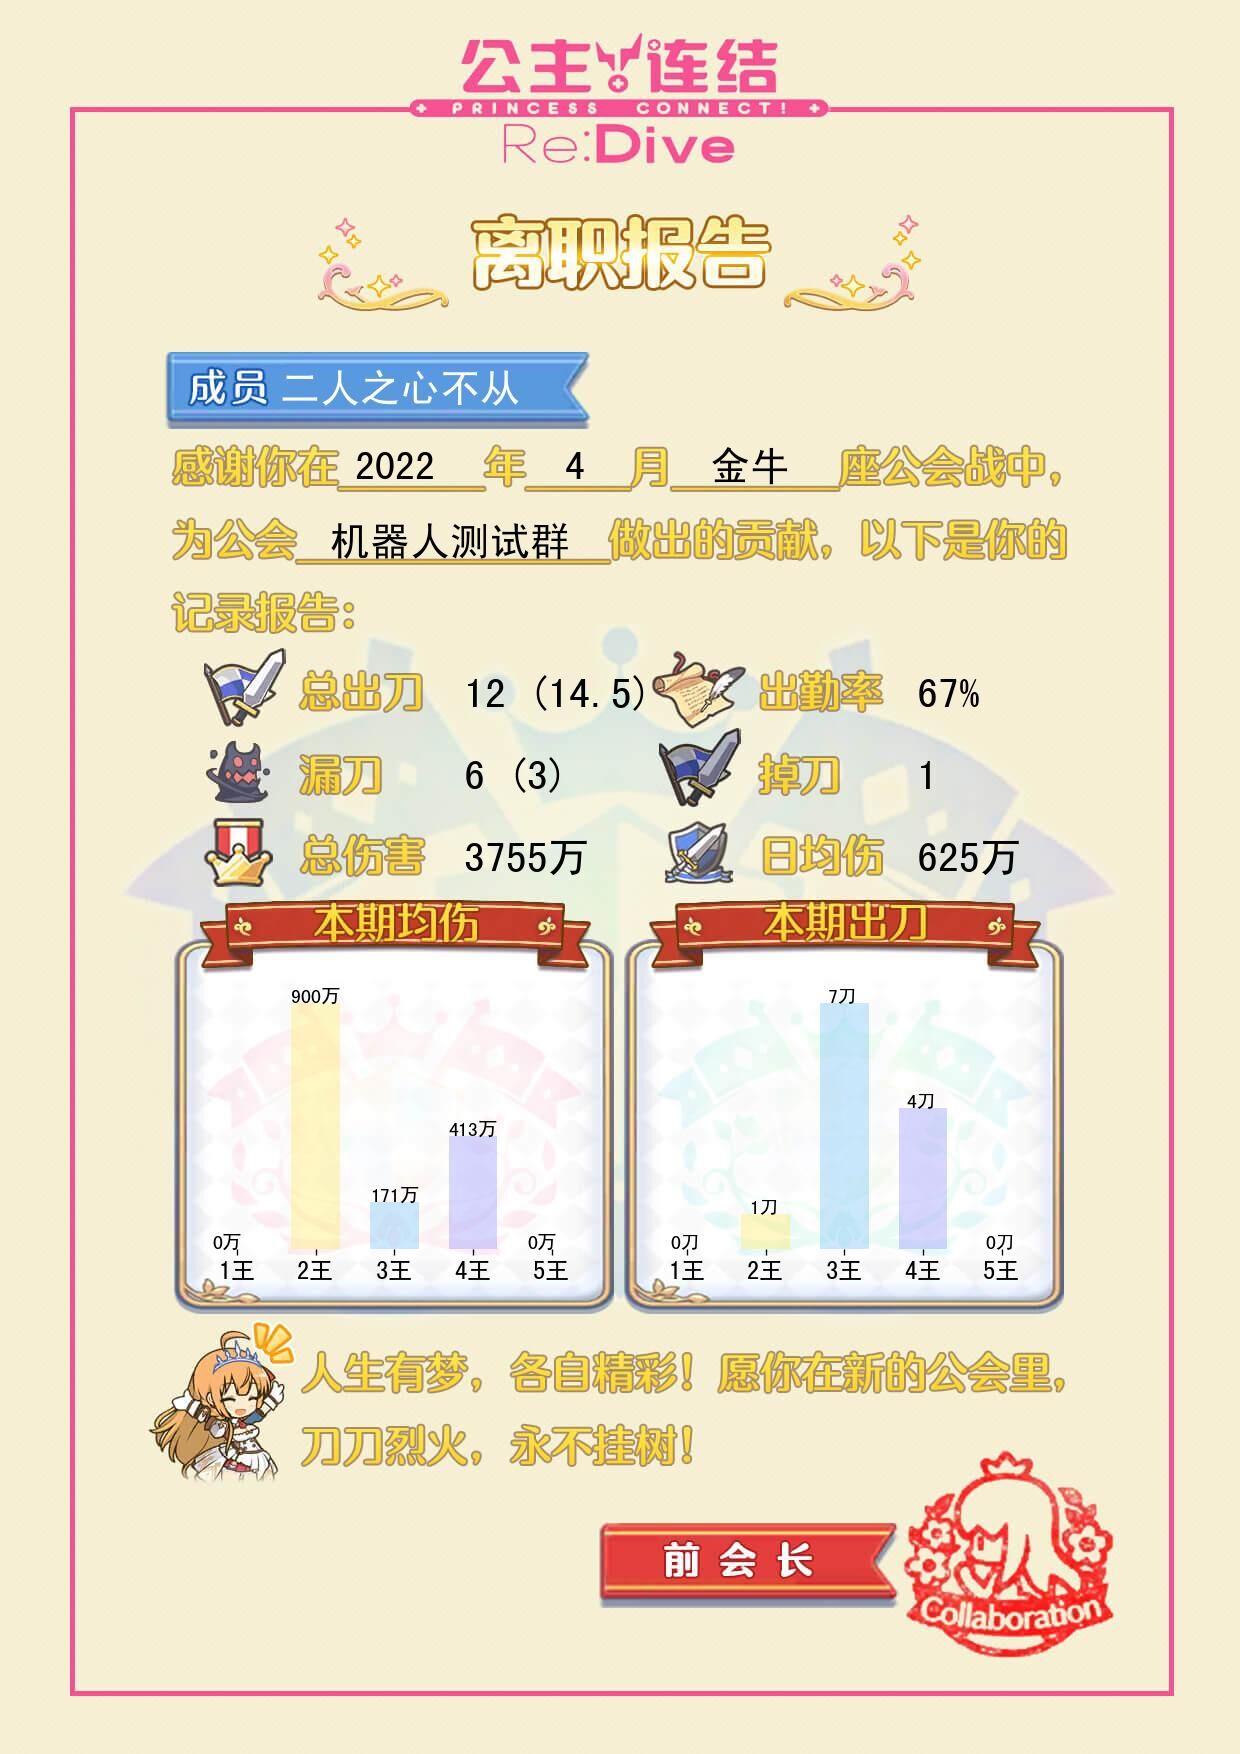 公主连结
PRINCESS CONNECT!
Re:Dive
离职报告
成员 二人之心不从
感谢你在 2022 年 4 月 金牛 座公会战中，
为公会 机器人测试群 做出的贡献，以下是你的
记录报告：
总出刀 12 (14.5) 出勤率 67%
漏刀 6 (3) 掉刀 1
总伤害 3755万 日均伤 625万
本期均伤
900万
413万
171万
0万 0万
1王 2王 3王 4王 5王
本期出刀
7刀
4刀
1刀
0刀 0刀
1王 2王 3王 4王 5王
人生有梦，各自精彩！愿你在新的公会里，
刀刀烈火，永不挂树！
前会长
Collaboration